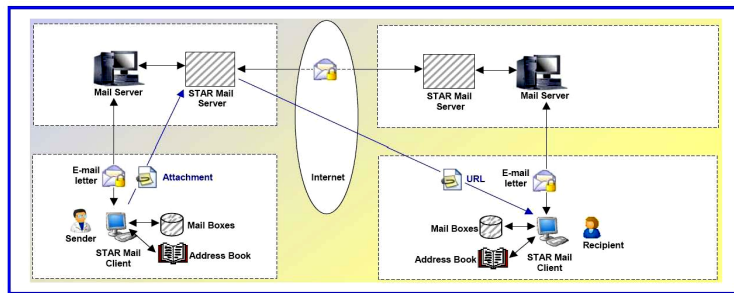 Mail Server
STAR Mail
Server
STAR Mail
Server
Mail Server
E-mail
letter
Attachment
Internet
URL
E-mail
letter
Sender
Mail Boxes
STAR Mail
Client
Address Book
Mail Boxes
Recipient
Address Book
STAR Mail
Client